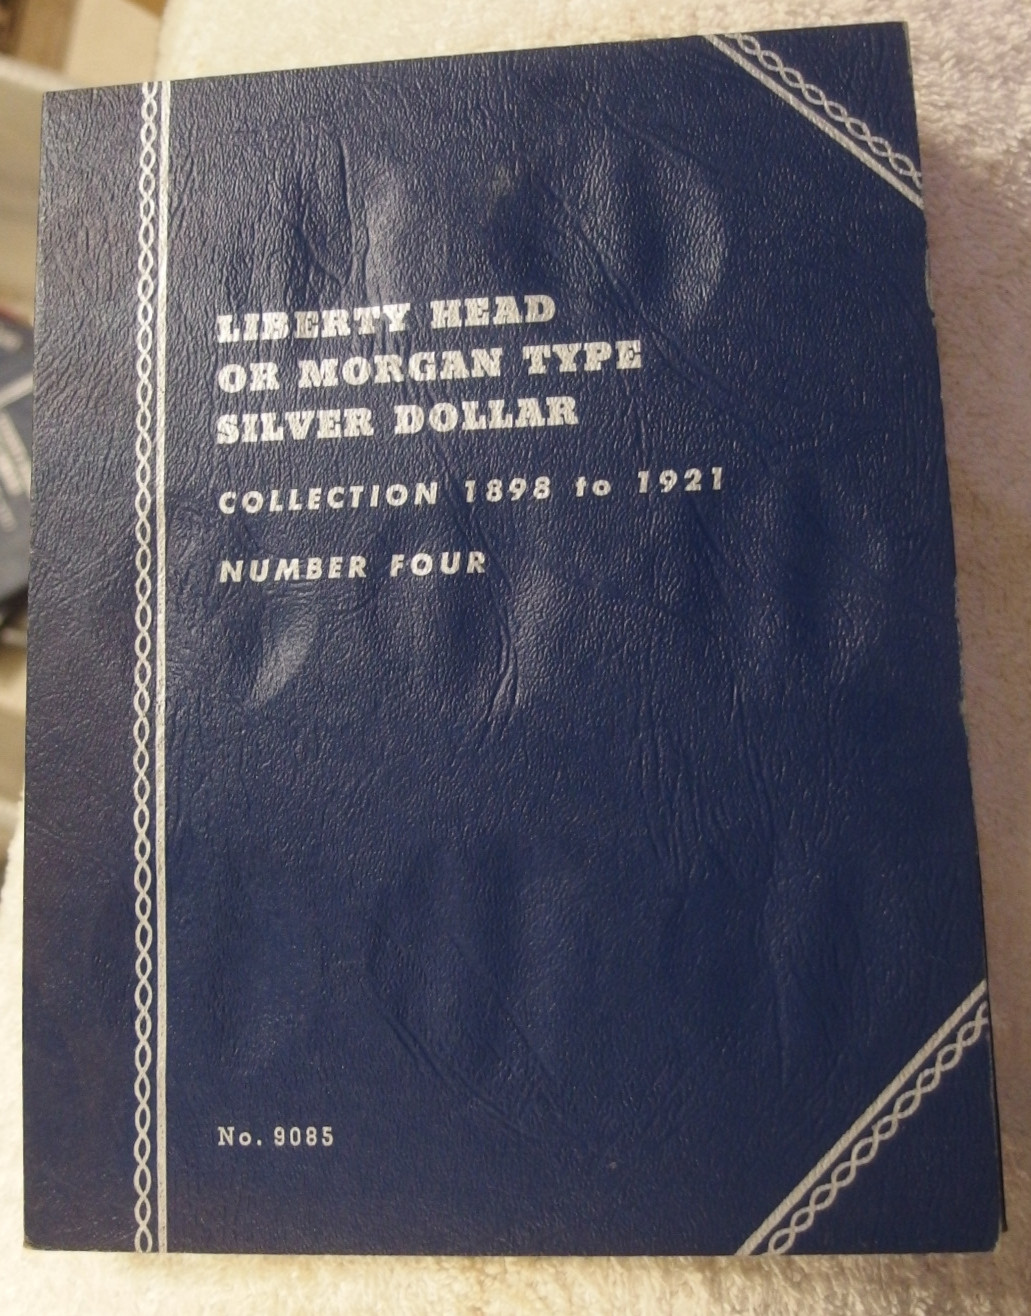 LIBERTY HEAD
OR MORGAN TYPE
SILVER DOLLAR
COLLECTION 1898 to 1921
NUMBER FOUR
No. 9085